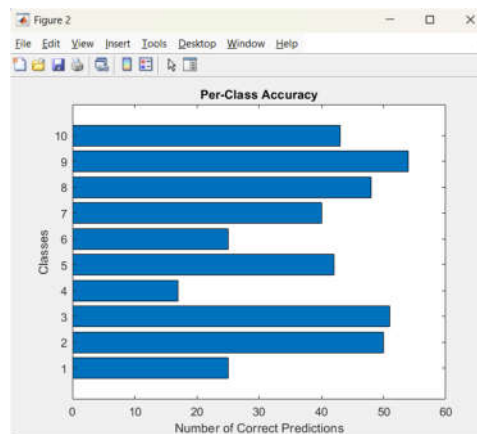 Figure 2
File Edit View Insert Tools Desktop Window Help
Per-Class Accuracy
10
9
8
7
6
5
4
3
2
1
Classes
0 10 20 30 40 50 60
Number of Correct Predictions